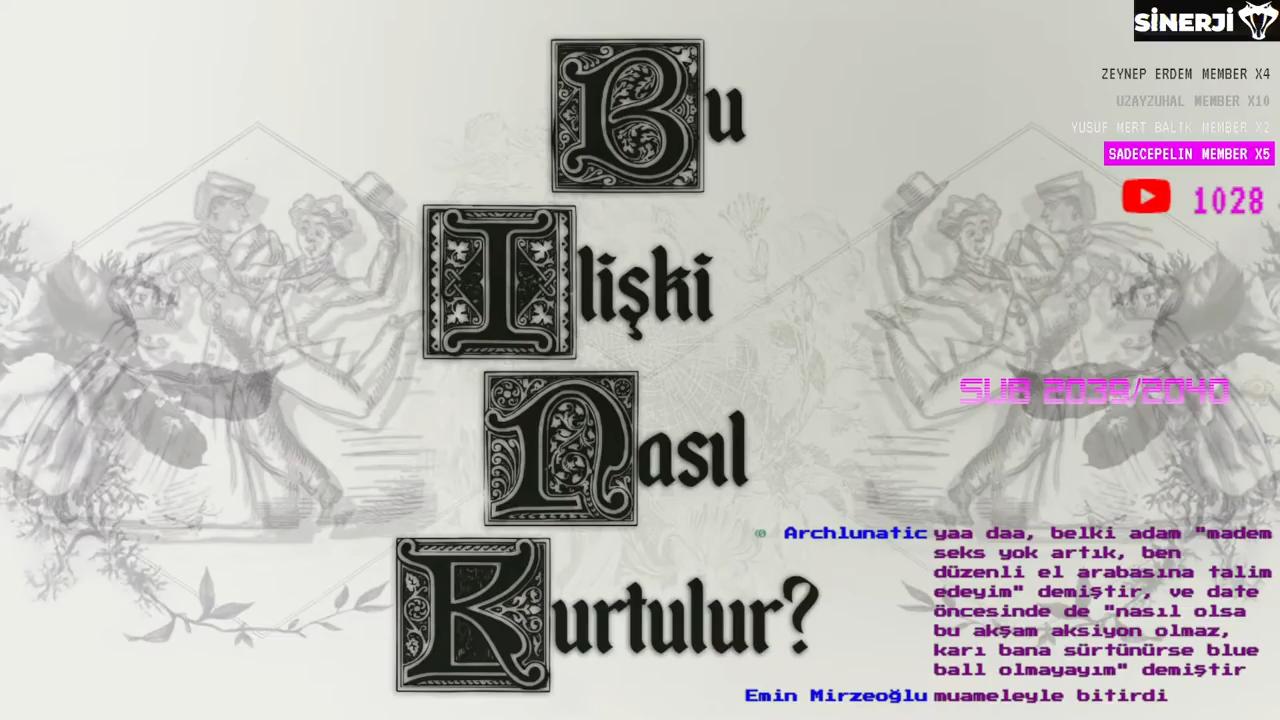 SİNERJİ
ZEYNEP ERDEM MEMBER X4
UZAYZUHAL MEMBER X10
YUSUF MERT BALIK MEMBER X2
SADECEPELIN MEMBER X5
1028
Bu
Ilişki
Nasıl
Kurtulur?
SUB 2039/2040
Archlunatic yaa daa, belki adam "madem
seks yok artık, ben
düzenli el arabasına talim
edeyim" demiştir, ve date
öncesinde de "nasıl olsa
bu akşam aksiyon olmaz,
karı bana sürtünürse blue
ball olmayayım" demiştir
Emin Mirzeoğlu muameleyle bitirdi